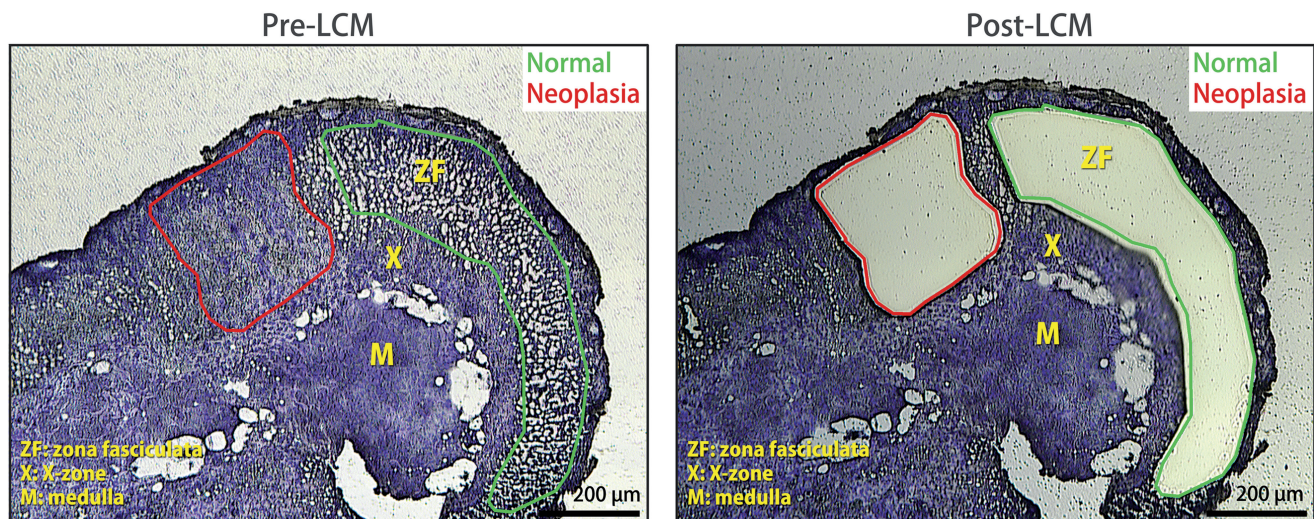 Pre-LCM
Normal
Neoplasia
ZF
X
M
ZF: zona fasciculata
X: X-zone
M: medulla
200 µm
Post-LCM
Normal
Neoplasia
ZF
X
M
ZF: zona fasciculata
X: X-zone
M: medulla
200 µm